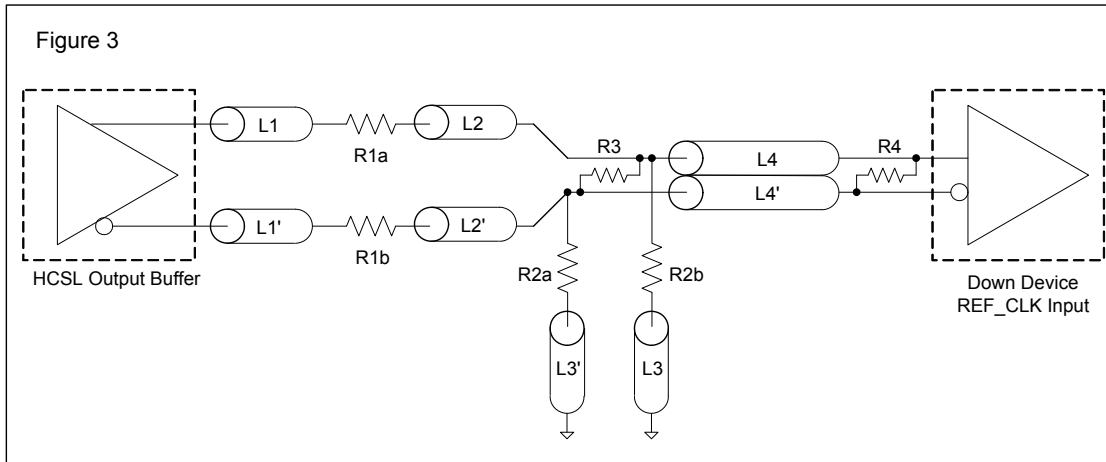 Figure 3
L1
R1a
L2
R3
L4
R4
L4'
L1'
R1b
L2'
HCSL Output Buffer
R2a
R2b
Down Device
REF_CLK Input
L3'
L3